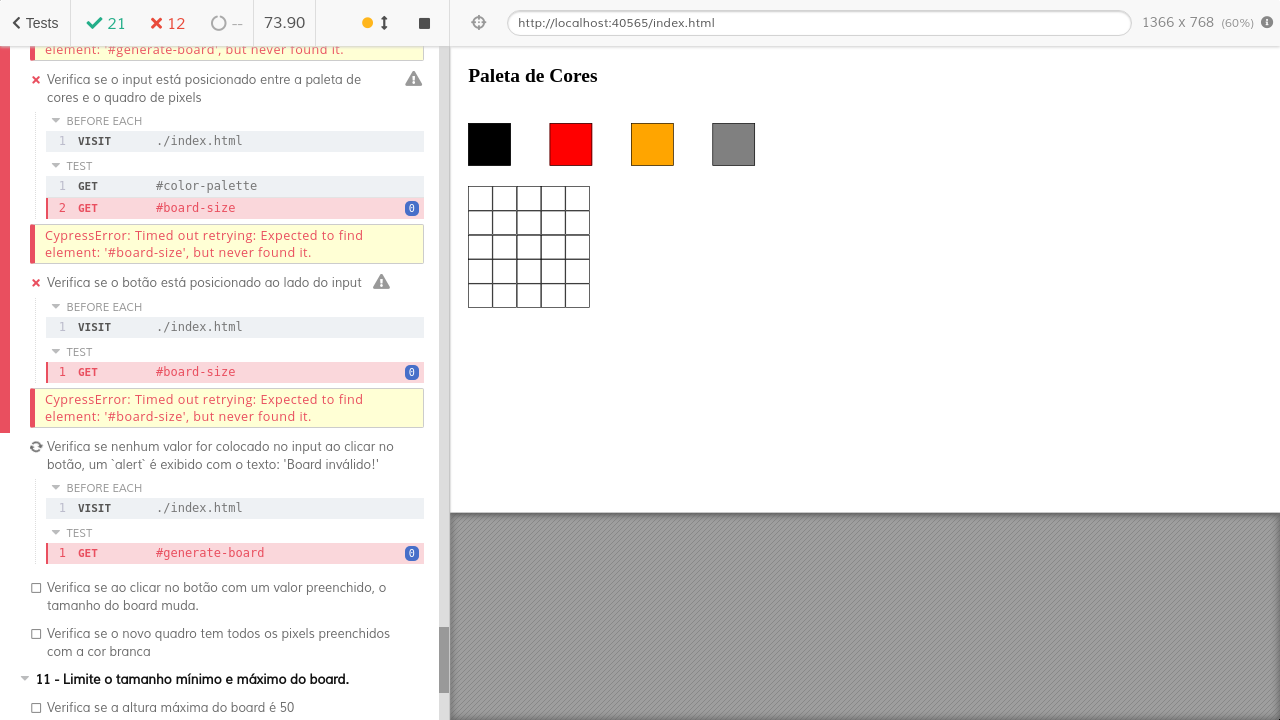 Tests 21 12 -- 73.90
http://localhost:40565/index.html 1366 x 768 (60%)
element: '#generate-board', but never found it.
Verifica se o input está posicionado entre a paleta de
cores e o quadro de pixels
BEFORE EACH
1 VISIT ./index.html
TEST
1 GET #color-palette
2 GET #board-size 0
CypressError: Timed out retrying: Expected to find
element: '#board-size', but never found it.
Verifica se o botão está posicionado ao lado do input
BEFORE EACH
1 VISIT ./index.html
TEST
1 GET #board-size 0
CypressError: Timed out retrying: Expected to find
element: '#board-size', but never found it.
Verifica se nenhum valor for colocado no input ao clicar no
botão, um `alert` é exibido com o texto: 'Board inválido!'
BEFORE EACH
1 VISIT ./index.html
TEST
1 GET #generate-board 0
Verifica se ao clicar no botão com um valor preenchido, o
tamanho do board muda.
Verifica se o novo quadro tem todos os pixels preenchidos
com a cor branca
11 - Limite o tamanho mínimo e máximo do board.
Verifica se a altura máxima do board é 50
Paleta de Cores